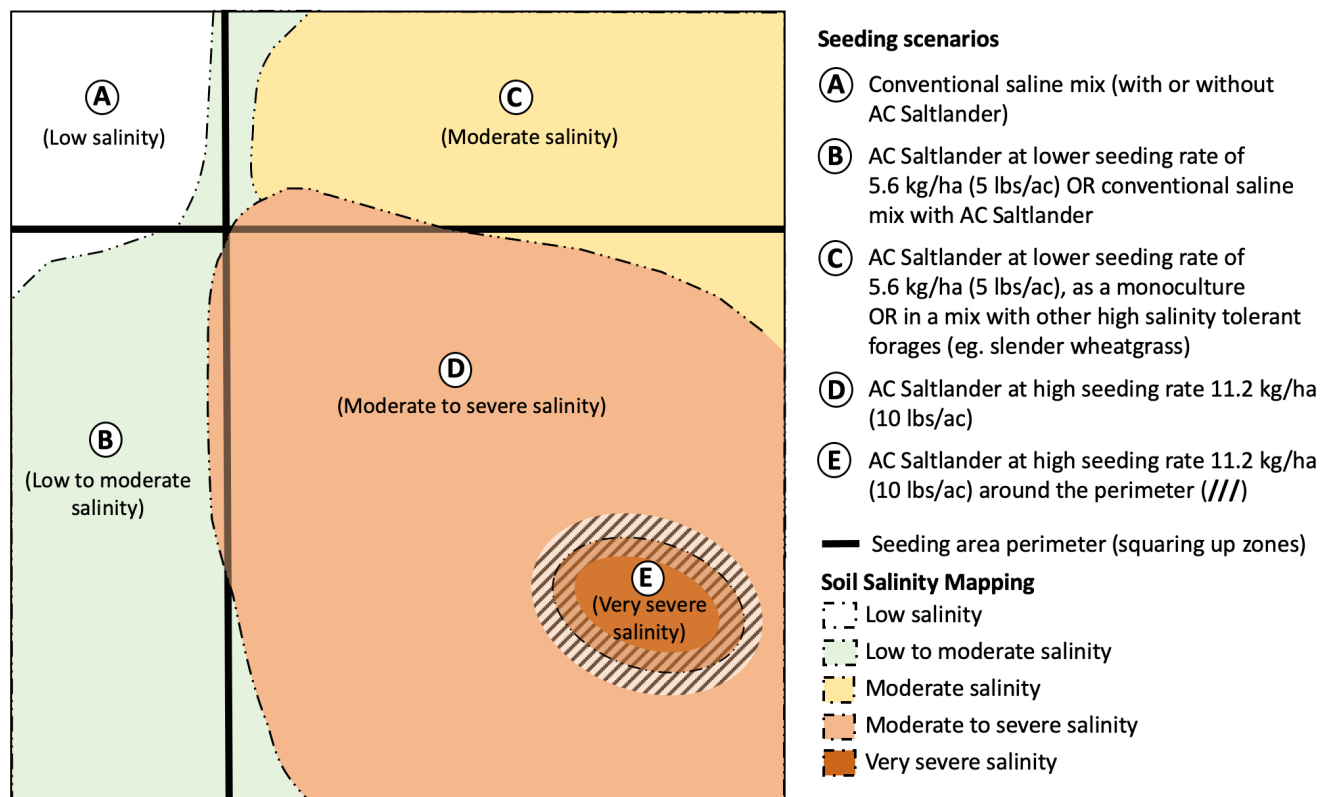 A
(Low salinity)
C
(Moderate salinity)
D
(Moderate to severe salinity)
B
(Low to moderate
salinity)
E
(Very severe
salinity)
Seeding scenarios
A Conventional saline mix (with or without
AC Saltlander)
B AC Saltlander at lower seeding rate of
5.6 kg/ha (5 lbs/ac) OR conventional saline
mix with AC Saltlander
C AC Saltlander at lower seeding rate of
5.6 kg/ha (5 lbs/ac), as a monoculture
OR in a mix with other high salinity tolerant
forages (eg. slender wheatgrass)
D AC Saltlander at high seeding rate 11.2 kg/ha
(10 lbs/ac)
E AC Saltlander at high seeding rate 11.2 kg/ha
(10 lbs/ac) around the perimeter (///)
Seeding area perimeter (squaring up zones)
Soil Salinity Mapping
Low salinity
Low to moderate salinity
Moderate salinity
Moderate to severe salinity
Very severe salinity